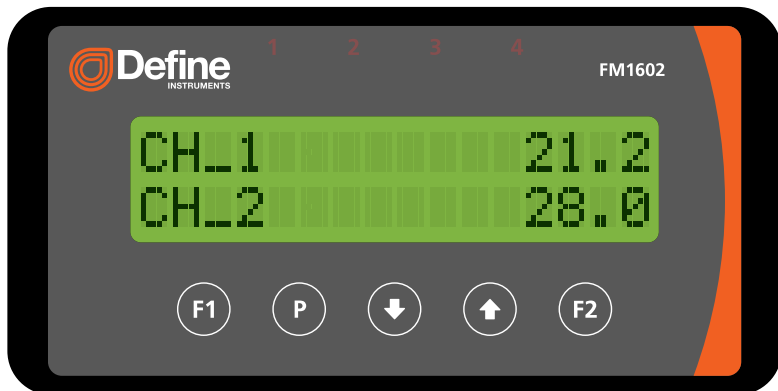 1 2 3 4
Define
INSTRUMENTS
FM1602
CH_1 21.2
CH_2 28.0
F1 P F2